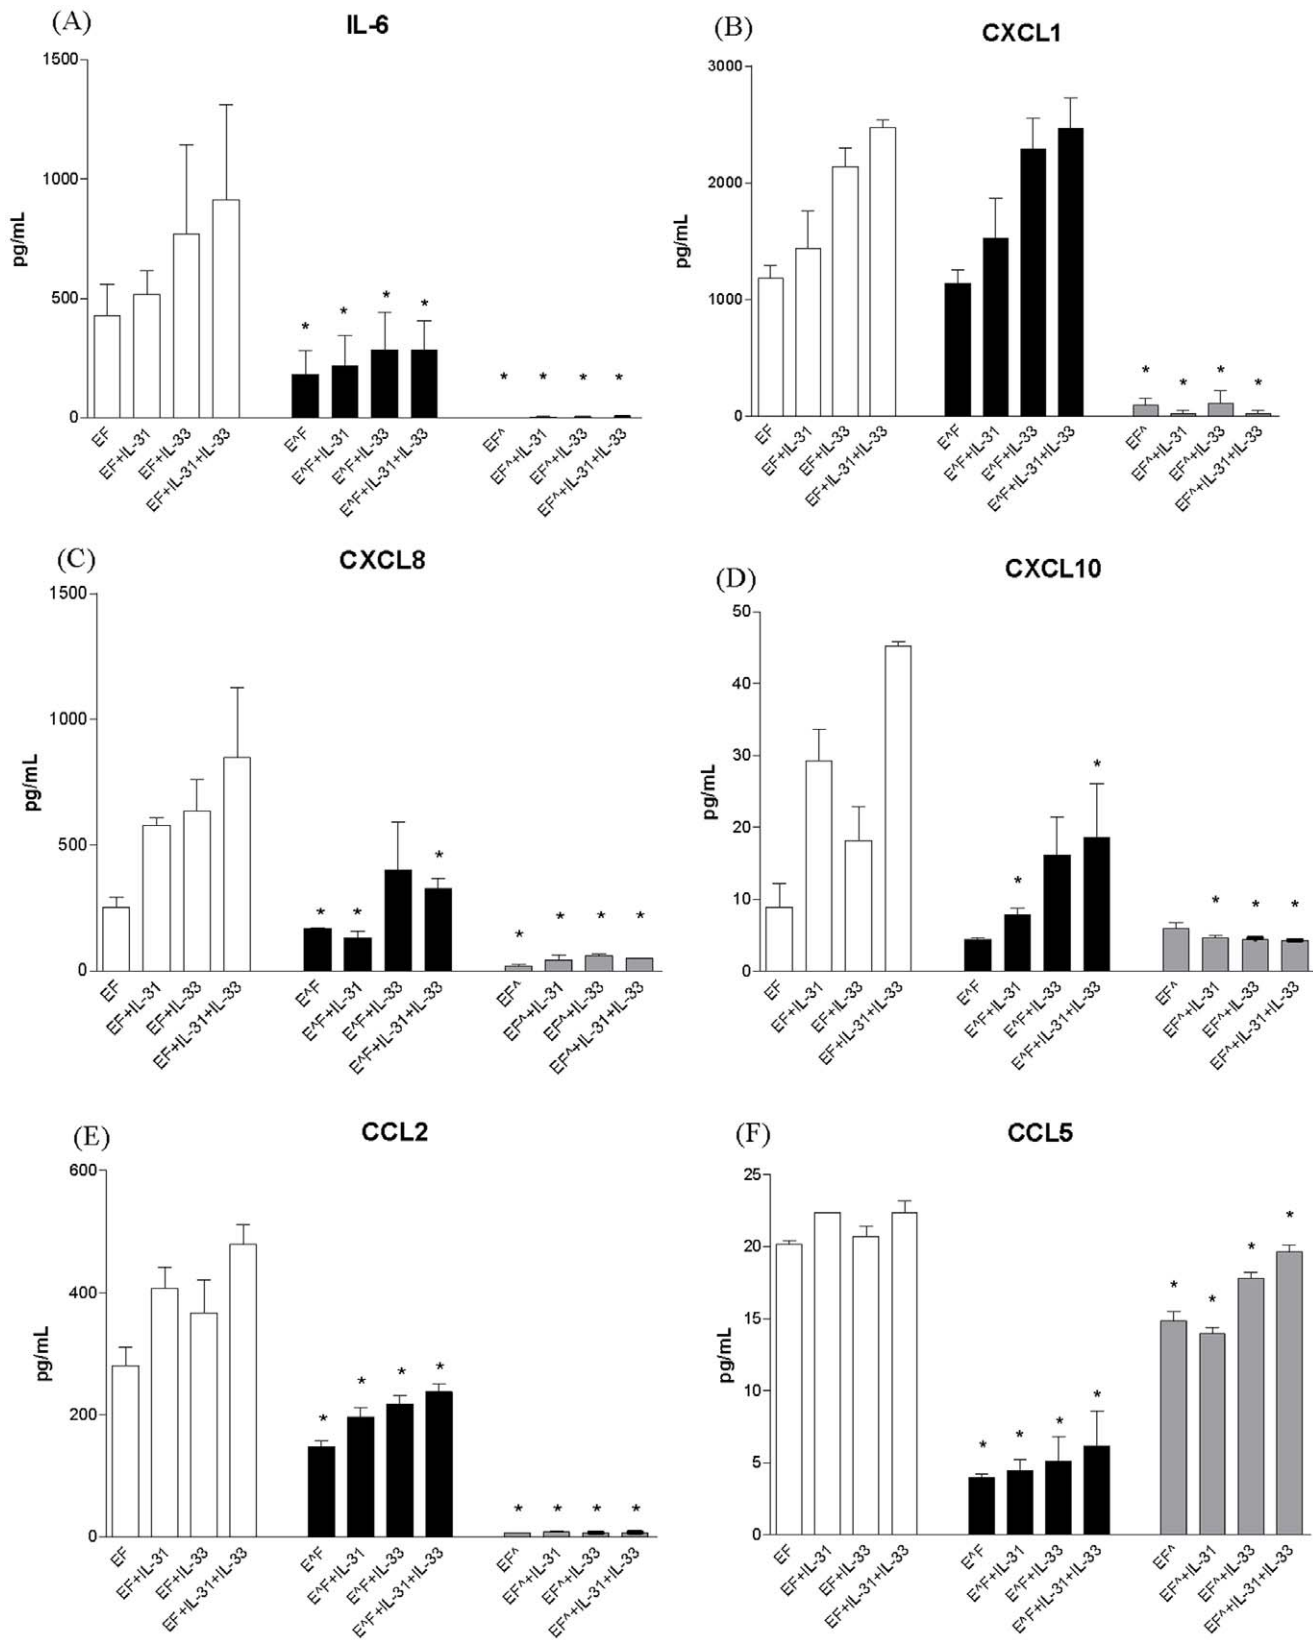 (A)
IL-6
1500
1000
500
0
pg/mL
*
*
*
*
*
*
*
*
EF
EF+IL-31
EF+IL-33
EF+IL-31+IL-33
E^F
E^F+IL-31
E^F+IL-33
E^F+IL-31+IL-33
EF^
EF^+IL-31
EF^+IL-33
EF^+IL-31+IL-33
(B)
CXCL1
3000
2000
1000
0
pg/mL
*
*
*
*
EF
EF+IL-31
EF+IL-33
EF+IL-31+IL-33
E^F
E^F+IL-31
E^F+IL-33
E^F+IL-31+IL-33
EF^
EF^+IL-31
EF^+IL-33
EF^+IL-31+IL-33
(C)
CXCL8
1500
1000
500
0
pg/mL
*
*
*
*
*
*
*
EF
EF+IL-31
EF+IL-33
EF+IL-31+IL-33
E^F
E^F+IL-31
E^F+IL-33
E^F+IL-31+IL-33
EF^
EF^+IL-31
EF^+IL-33
EF^+IL-31+IL-33
(D)
CXCL10
50
40
30
20
10
0
pg/mL
*
*
*
*
*
EF
EF+IL-31
EF+IL-33
EF+IL-31+IL-33
E^F
E^F+IL-31
E^F+IL-33
E^F+IL-31+IL-33
EF^
EF^+IL-31
EF^+IL-33
EF^+IL-31+IL-33
(E)
CCL2
600
400
200
0
pg/mL
*
*
*
*
*
*
*
*
EF
EF+IL-31
EF+IL-33
EF+IL-31+IL-33
E^F
E^F+IL-31
E^F+IL-33
E^F+IL-31+IL-33
EF^
EF^+IL-31
EF^+IL-33
EF^+IL-31+IL-33
(F)
CCL5
25
20
15
10
5
0
pg/mL
*
*
*
*
*
*
*
*
EF
EF+IL-31
EF+IL-33
EF+IL-31+IL-33
E^F
E^F+IL-31
E^F+IL-33
E^F+IL-31+IL-33
EF^
EF^+IL-31
EF^+IL-33
EF^+IL-31+IL-33